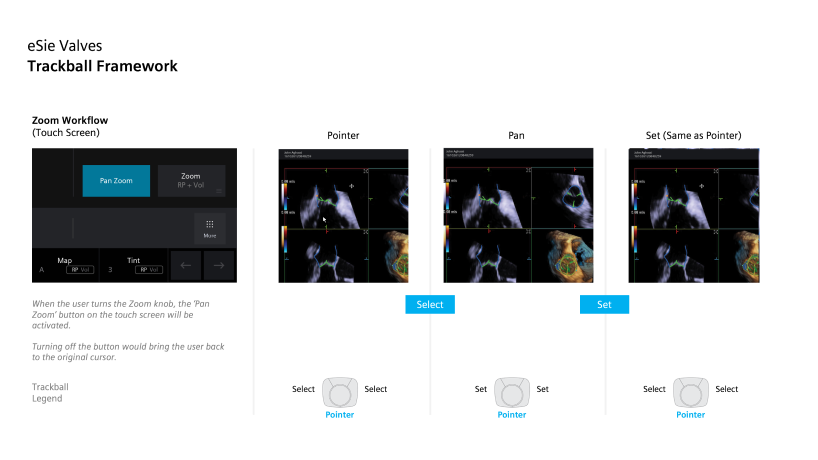 eSie Valves
Trackball Framework
Zoom Workflow
(Touch Screen)
Pointer
Pan
Set (Same as Pointer)
Pan Zoom
Zoom
RP + Vol
More
Map
A
RP Vol
Tint
3
RP Vol
When the user turns the Zoom knob, the 'Pan
Zoom' button on the touch screen will be
activated.
Turning off the button would bring the user back
to the original cursor.
Select
Set
Trackball
Legend
Select
Select
Pointer
Set
Set
Pointer
Select
Select
Pointer